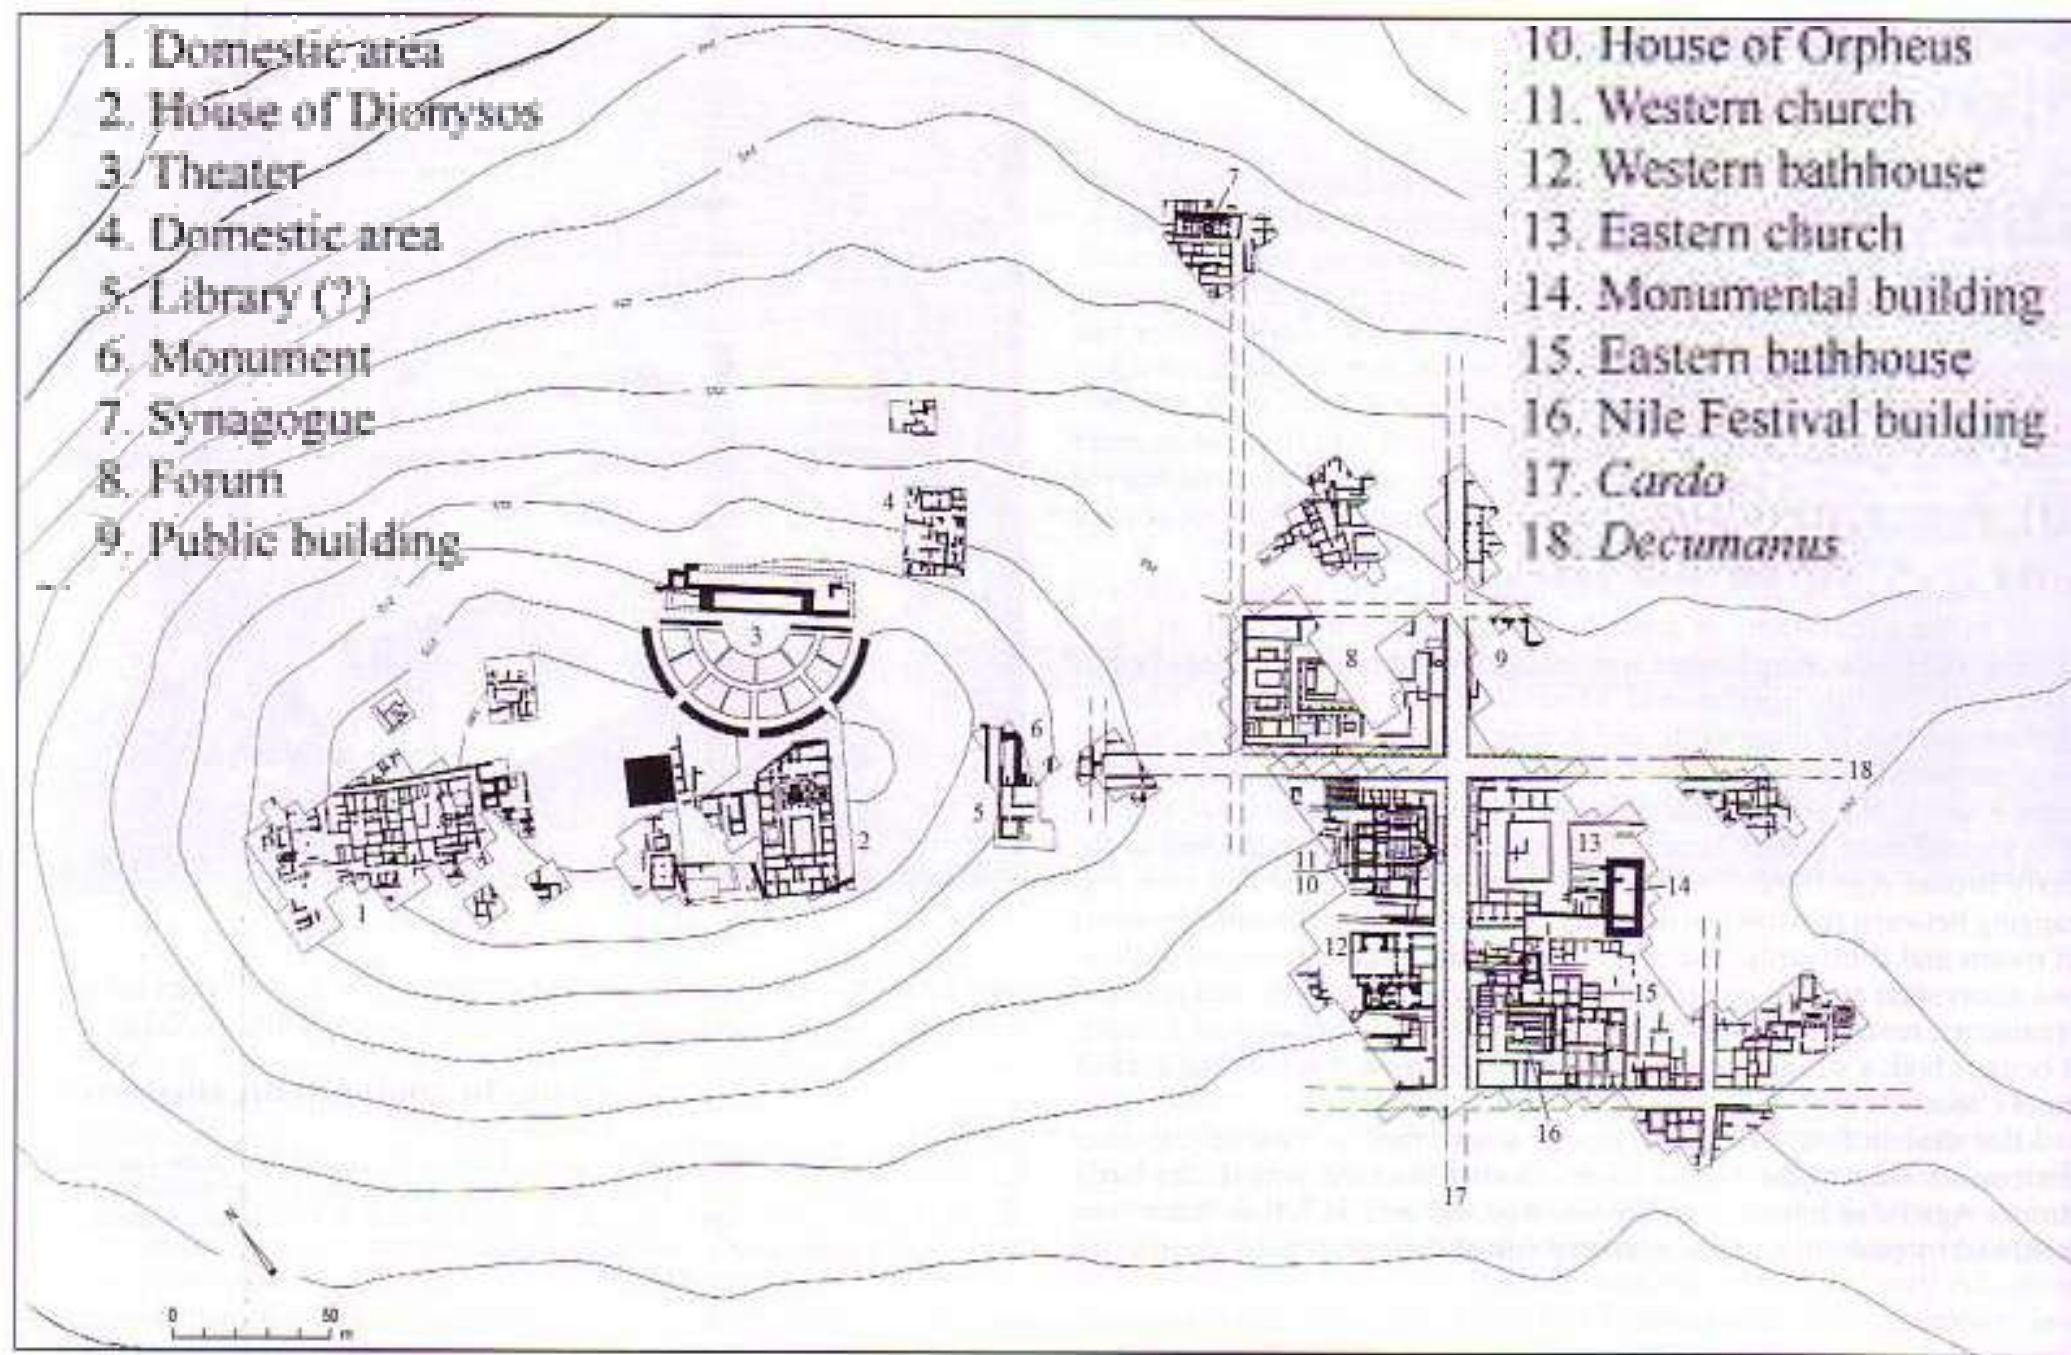 1. Domestic area
2. House of Dionysos
3. Theater
4. Domestic area
5. Library (?)
6. Monument
7. Synagogue
8. Forum
9. Public building
10. House of Orpheus
11. Western church
12. Western bathhouse
13. Eastern church
14. Monumental building
15. Eastern bathhouse
16. Nile Festival building
17. Cardo
18. Decumanus
7
4
3
8
9
6
18
5
2
13
11
10
14
1
12
15
16
17
N
0 50
m